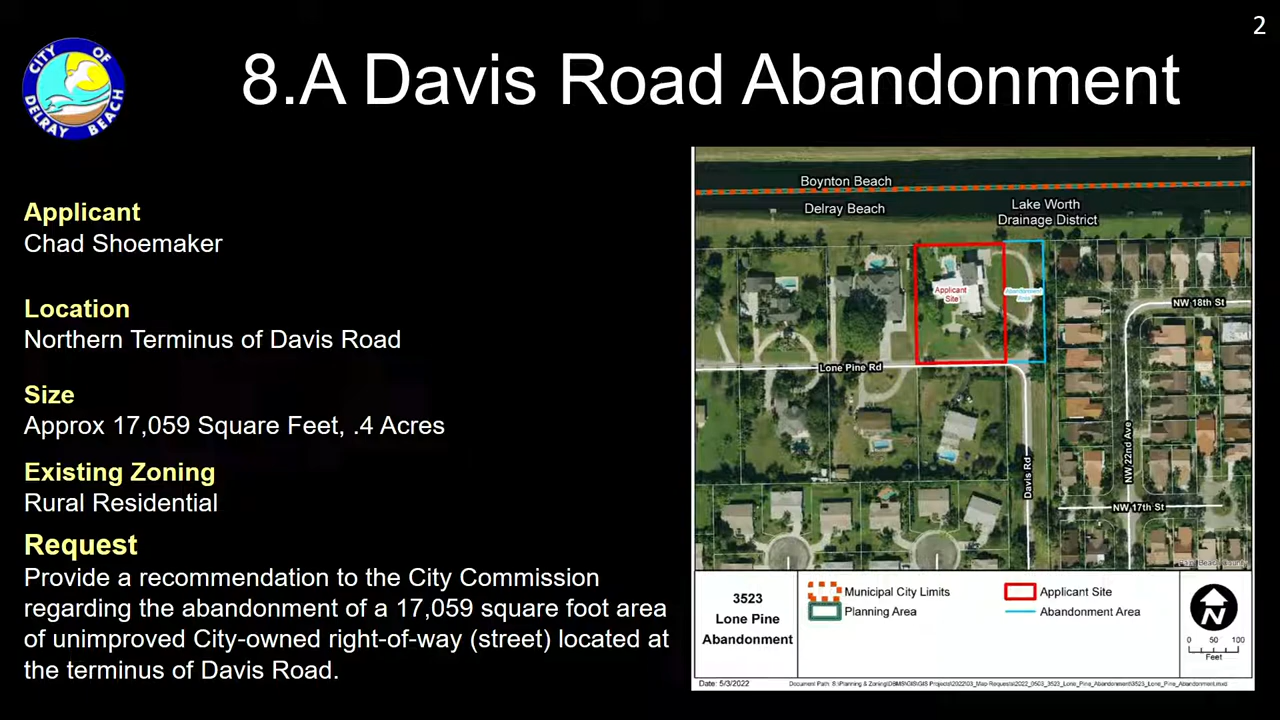 2
CITY OF DELRAY BEACH
8.A Davis Road Abandonment
Applicant
Chad Shoemaker
Location
Northern Terminus of Davis Road
Size
Approx 17,059 Square Feet, .4 Acres
Existing Zoning
Rural Residential
Request
Provide a recommendation to the City Commission
regarding the abandonment of a 17,059 square foot area
of unimproved City-owned right-of-way (street) located at
the terminus of Davis Road.
Boynton Beach
Delray Beach
Lake Worth
Drainage District
Applicant
Site
Abandonment
Area
NW 18th St
Lone Pine Rd
NW 22nd Ave
Davis Rd
NW 17th St
3523
Lone Pine
Abandonment
Municipal City Limits
Planning Area
Applicant Site
Abandonment Area
N
0 50 100
Feet
Date: 5/3/2022